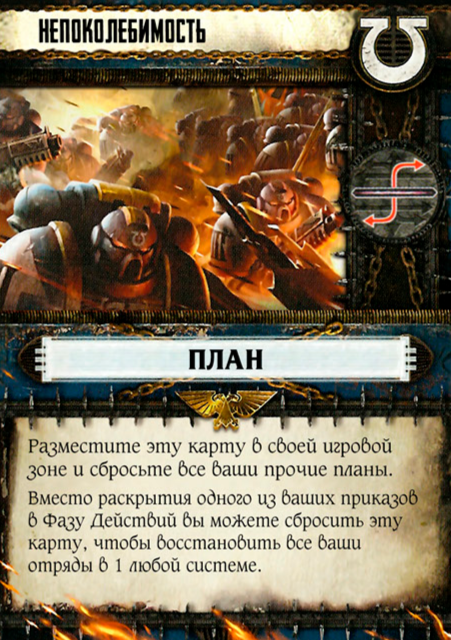 НЕПОКОЛЕБИМОСТЬ
ПЛАН
Разместите эту карту в своей игровой
зоне и сбросьте все ваши прочие планы.
Вместо раскрытия одного из ваших приказов
в Фазу Действий вы можете сбросить эту
карту, чтобы восстановить все ваши
отряды в 1 любой системе.